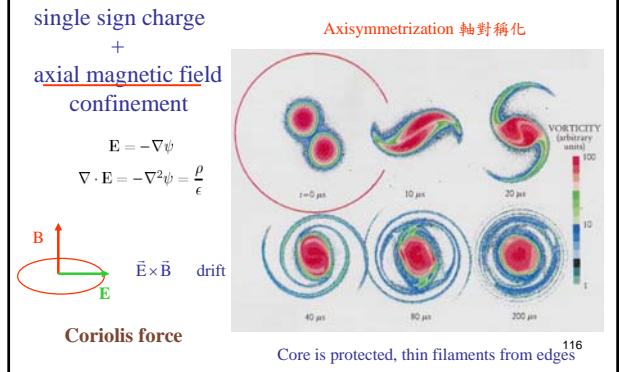 single sign charge
+
axial magnetic field
confinement
E = −∇ψ
∇ · E = −∇²ψ = ρ/ϵ
B
E
E⃗×B⃗ drift
Coriolis force
Axisymmetrization 軸對稱化
VORTICITY
(arbitrary
units)
100
10
1
t=0 μs
10 μs
20 μs
40 μs
80 μs
200 μs
Core is protected, thin filaments from edges
116